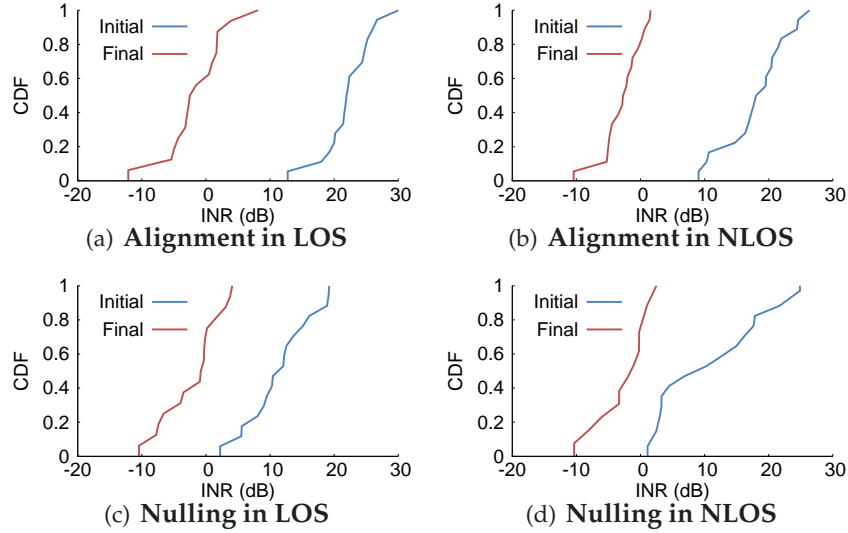 Initial
Final
CDF
1
0.8
0.6
0.4
0.2
0
-20 -10 0 10 20 30
INR (dB)
(a) Alignment in LOS
Initial
Final
CDF
1
0.8
0.6
0.4
0.2
0
-20 -10 0 10 20 30
INR (dB)
(b) Alignment in NLOS
Initial
Final
CDF
1
0.8
0.6
0.4
0.2
0
-20 -10 0 10 20 30
INR (dB)
(c) Nulling in LOS
Initial
Final
CDF
1
0.8
0.6
0.4
0.2
0
-20 -10 0 10 20 30
INR (dB)
(d) Nulling in NLOS